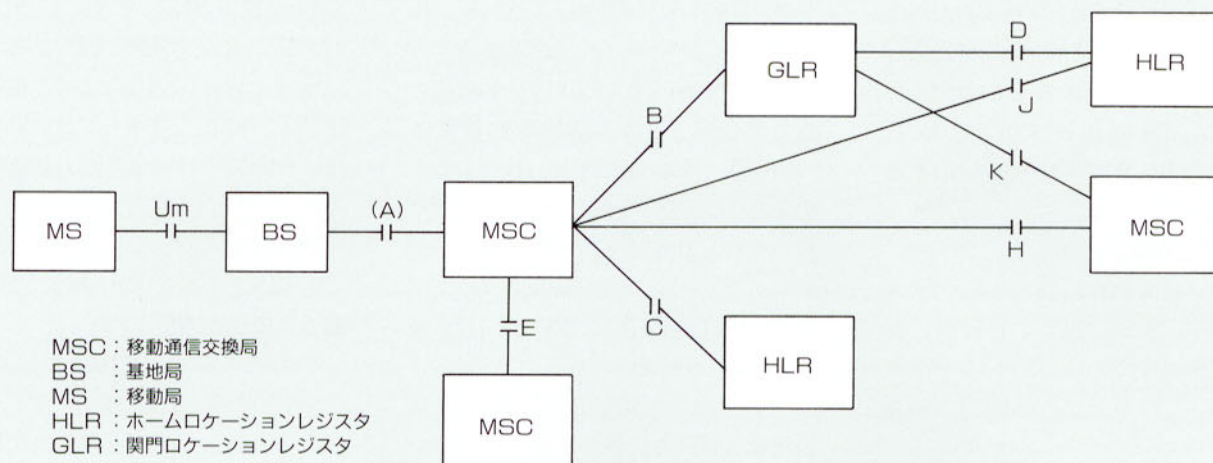 D
GLR
HLR
B
J
K
Um
(A)
MS
BS
MSC
MSC
H
E
C
HLR
MSC
MSC：移動通信交換局
BS　：基地局
MS　：移動局
HLR：ホームロケーションレジスタ
GLR：関門ロケーションレジスタ